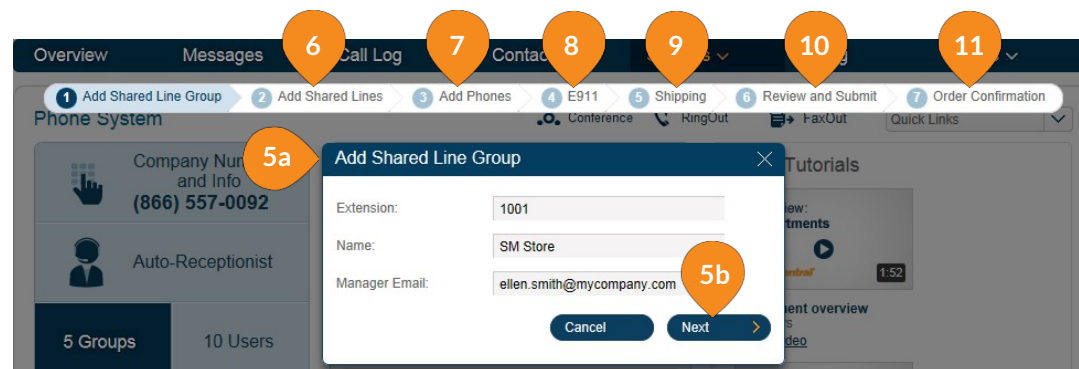 6
7
8
9
10
11
Overview Messages Call Log
1 Add Shared Line Group 2 Add Shared Lines 3 Add Phones 4 E911 5 Shipping 6 Review and Submit 7 Order Confirmation
Phone System Conference RingOut FaxOut Quick Links
5a
Add Shared Line Group
Tutorials
Company
and Info
(866) 557-0092
Extension: 1001
Name: SM Store
Manager Email: ellen.smith@mycompany.com
5b
Cancel Next
Auto-Receptionist
1:52
overview
5 Groups 10 Users